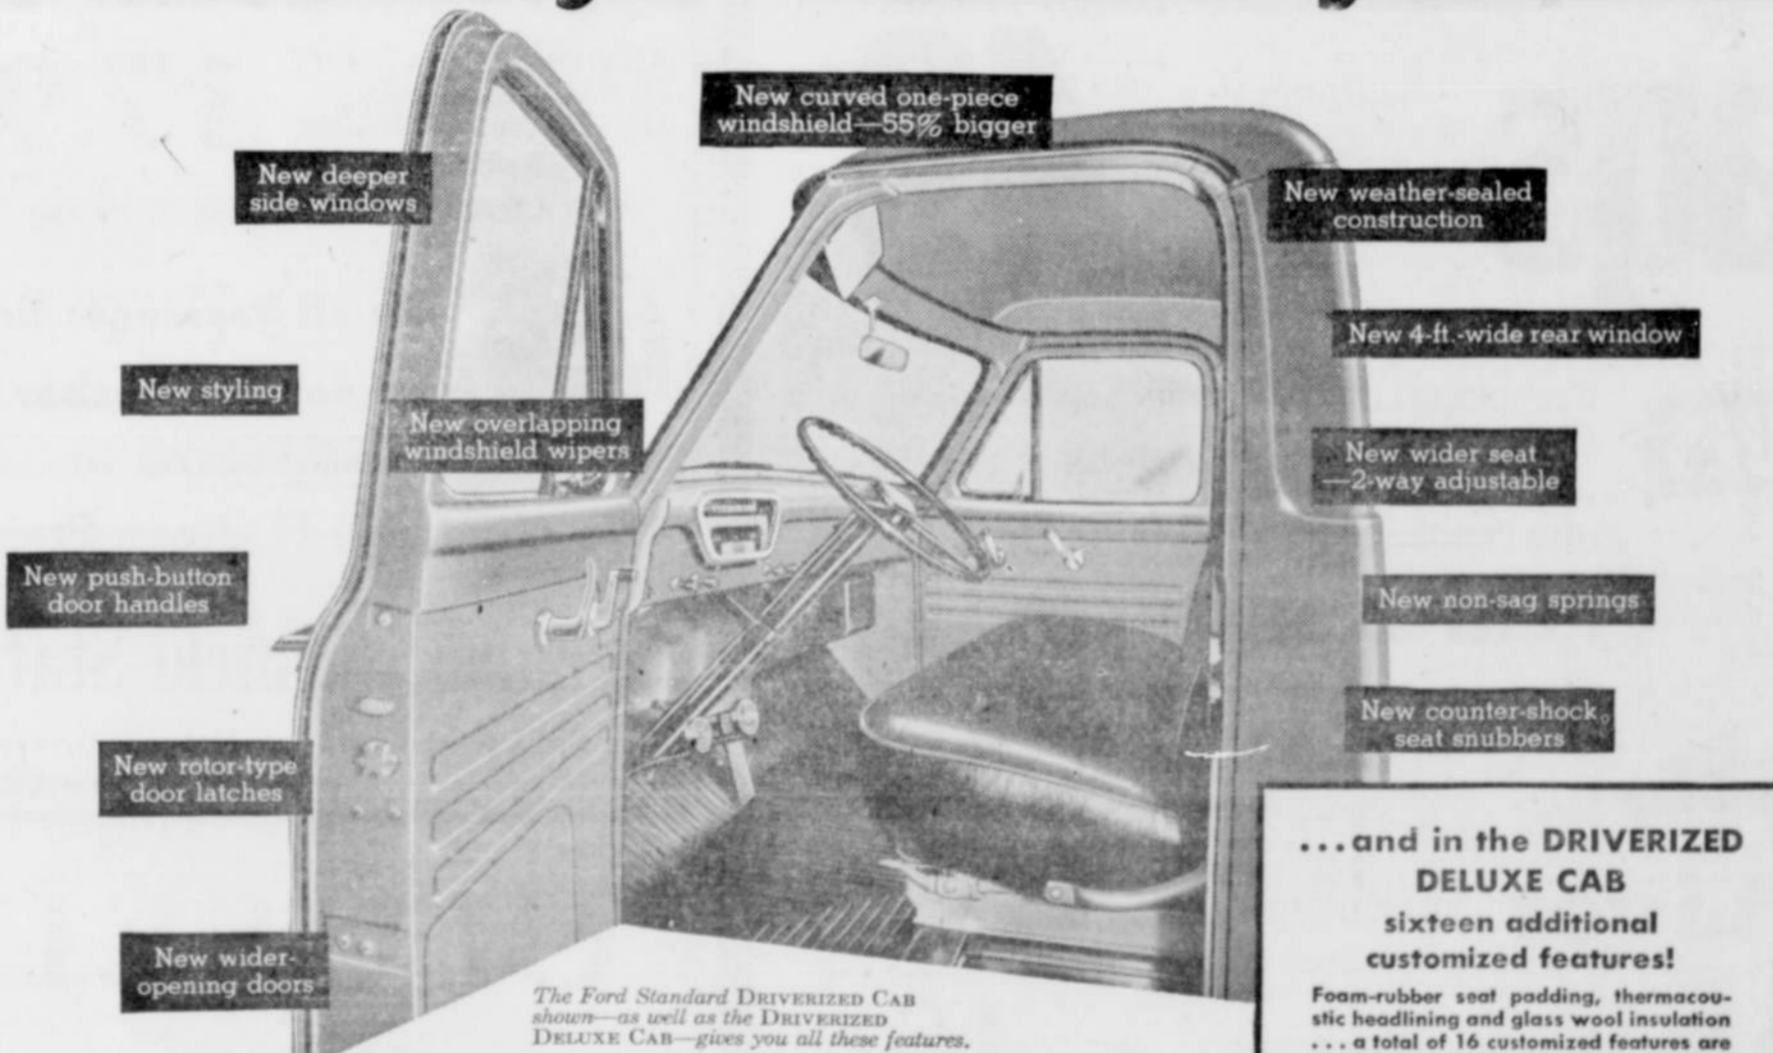 New curved one-piece
windshield—55% bigger
New deeper
side windows
New weather-sealed
construction
New 4-ft.-wide rear window
New styling
New overlapping
windshield wipers
New wider seat
—2-way adjustable
New push-button
door handles
New non-sag springs
New counter-shock
seat snubbers
New rotor-type
door latches
New wider-
opening doors
The Ford Standard DRIVERIZED CAB
shown—as well as the DRIVERIZED
DELUXE CAB—gives you all these features.
...and in the DRIVERIZED
DELUXE CAB
sixteen additional
customized features!
Foam-rubber seat padding, thermacou-
stic headlining and glass wool insulation
... a total of 16 customized features are